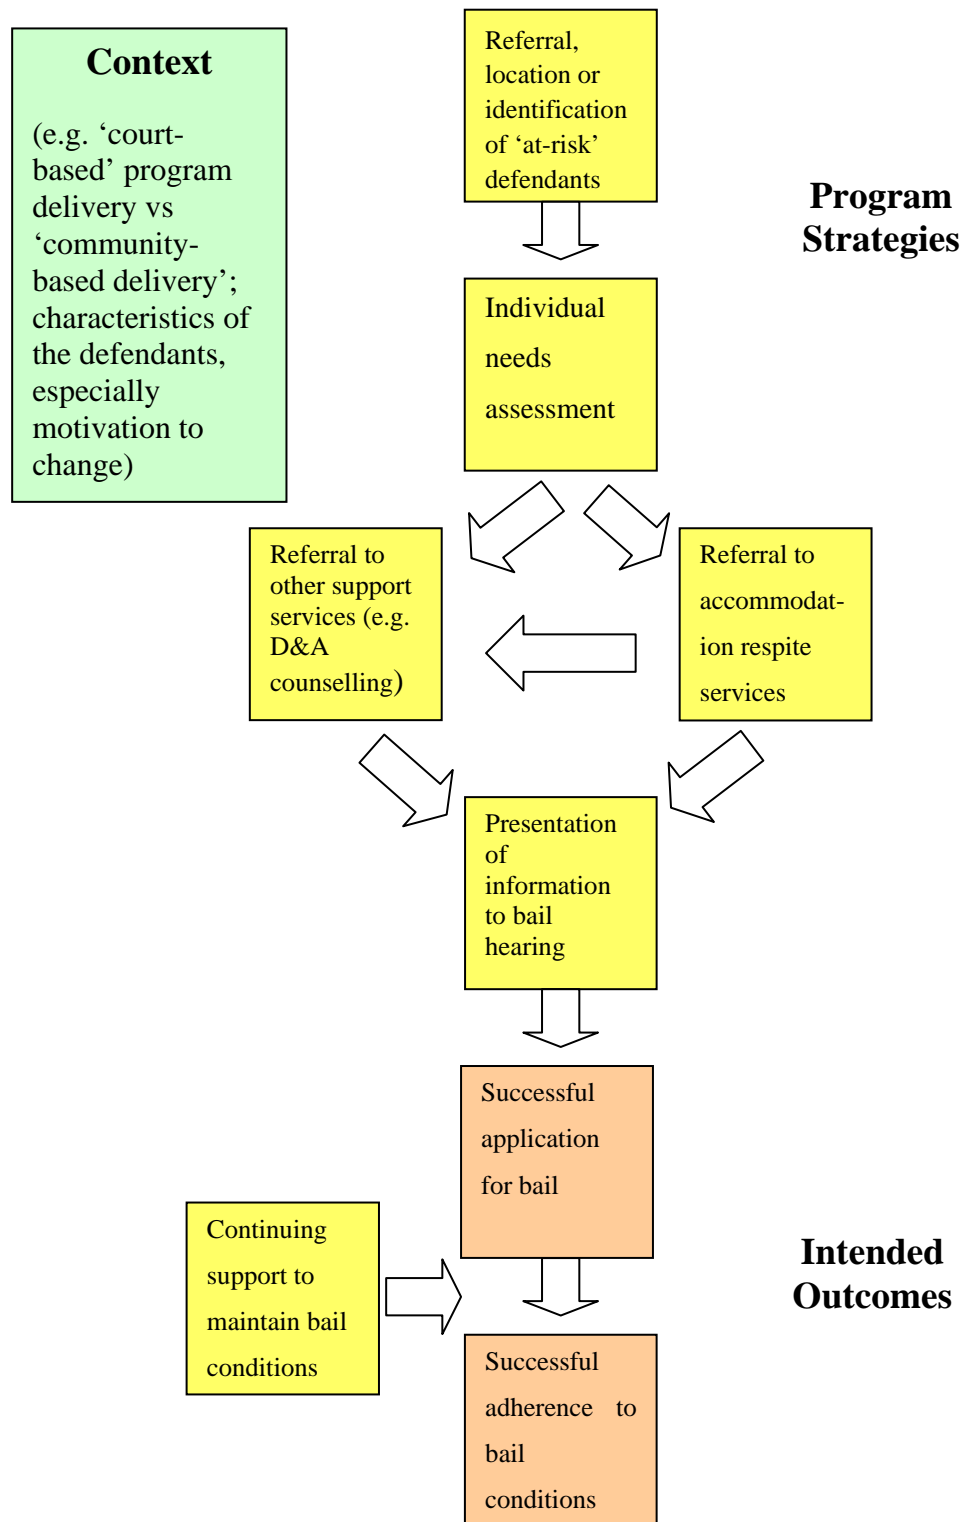 Context
(e.g. ‘court-
based’ program
delivery vs
‘community-
based delivery’;
characteristics of
the defendants,
especially
motivation to
change)
Referral,
location or
identification
of ‘at-risk’
defendants
Program
Strategies
Individual
needs
assessment
Referral to
other support
services (e.g.
D&A
counselling)
Referral to
accommodat-
ion respite
services
Presentation
of
information
to bail
hearing
Successful
application
for bail
Continuing
support to
maintain bail
conditions
Intended
Outcomes
Successful
adherence to
bail
conditions